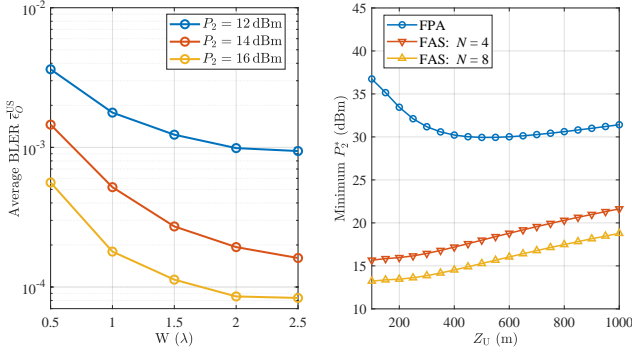 10⁻²
10⁻³
10⁻⁴
Average BLER ε̄_O^US
P₂ = 12 dBm
P₂ = 14 dBm
P₂ = 16 dBm
0.5 1 1.5 2 2.5
W (λ)
45
40
35
30
25
20
15
10
Minimum P₂* (dBm)
FPA
FAS: N = 4
FAS: N = 8
200 400 600 800 1000
Z_U (m)